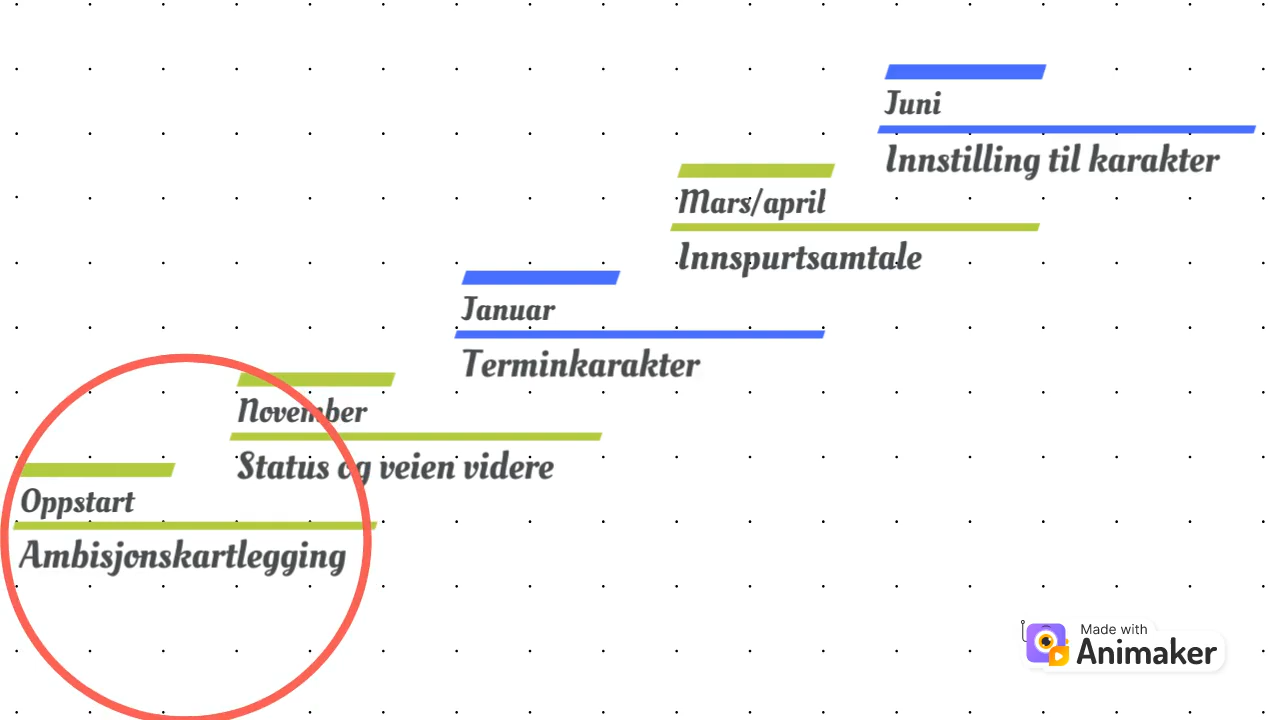 Juni
Innstilling til karakter
Mars/april
Innspurtsamtale
Januar
Terminkarakter
November
Status og veien videre
Oppstart
Ambisjonskartlegging
Made with
Animaker